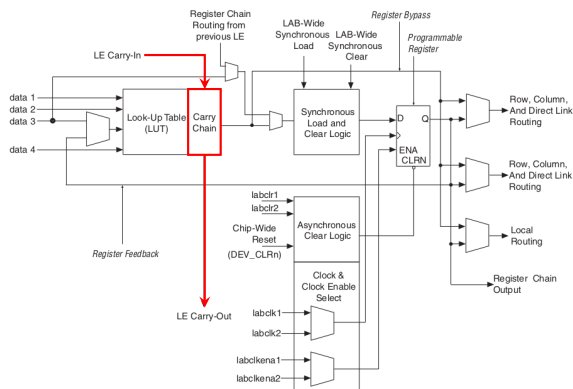 Register Chain
Routing from
previous LE
LAB-Wide
Synchronous
Load
LAB-Wide
Synchronous
Clear
Register Bypass
Programmable
Register
LE Carry-In
data 1
data 2
data 3
data 4
Look-Up Table
(LUT)
Carry
Chain
Synchronous
Load and
Clear Logic
D
Q
ENA
CLRN
Row, Column,
And Direct Link
Routing
Row, Column,
And Direct Link
Routing
Local
Routing
Register Chain
Output
Register Feedback
labclr1
labclr2
Chip-Wide
Reset
(DEV_CLRn)
Asynchronous
Clear Logic
Clock &
Clock Enable
Select
labclk1
labclk2
labclkena1
labclkena2
LE Carry-Out